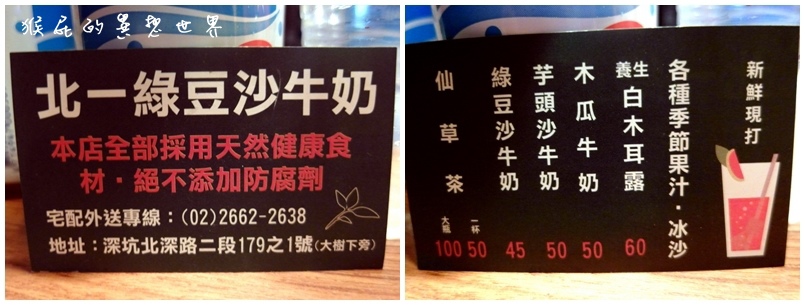 猴屁的異想世界
北一綠豆沙牛奶
本店全部採用天然健康食
材·絕不添加防腐劑
宅配外送專線：(02)2662-2638
地址：深坑北深路二段179之1號(大樹下旁)
新鮮現打
各種季節果汁·冰沙
養生白木耳露 60
木瓜牛奶 50
芋頭沙牛奶 50
綠豆沙牛奶 45
仙草茶 一杯 50 大瓶 100